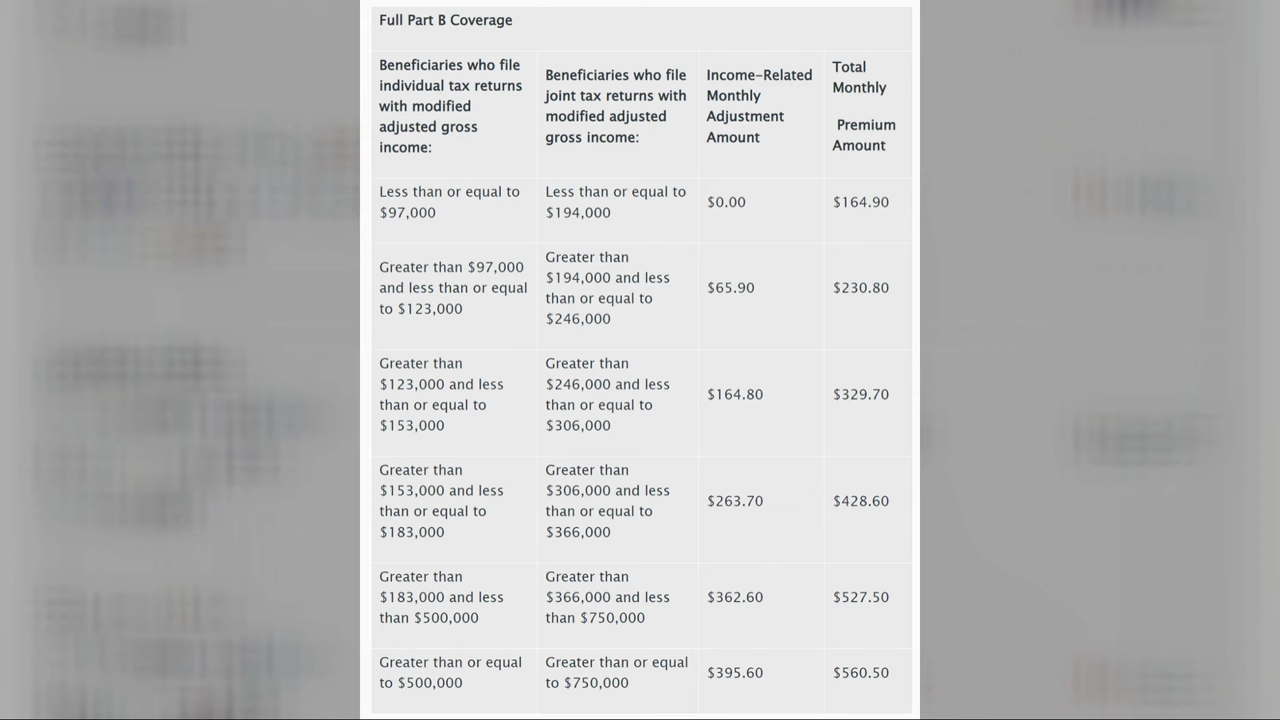 Full Part B Coverage
Beneficiaries who file
individual tax returns
with modified
adjusted gross
income:
Beneficiaries who file
joint tax returns with
modified adjusted
gross income:
Income-Related
Monthly
Adjustment
Amount
Total
Monthly
Premium
Amount
Less than or equal to
$97,000
Less than or equal to
$194,000
$0.00
$164.90
Greater than $97,000
and less than or equal
to $123,000
Greater than
$194,000 and less
than or equal to
$246,000
$65.90
$230.80
Greater than
$123,000 and less
than or equal to
$153,000
Greater than
$246,000 and less
than or equal to
$306,000
$164.80
$329.70
Greater than
$153,000 and less
than or equal to
$183,000
Greater than
$306,000 and less
than or equal to
$366,000
$263.70
$428.60
Greater than
$183,000 and less
than $500,000
Greater than
$366,000 and less
than $750,000
$362.60
$527.50
Greater than or equal
to $500,000
Greater than or equal
to $750,000
$395.60
$560.50